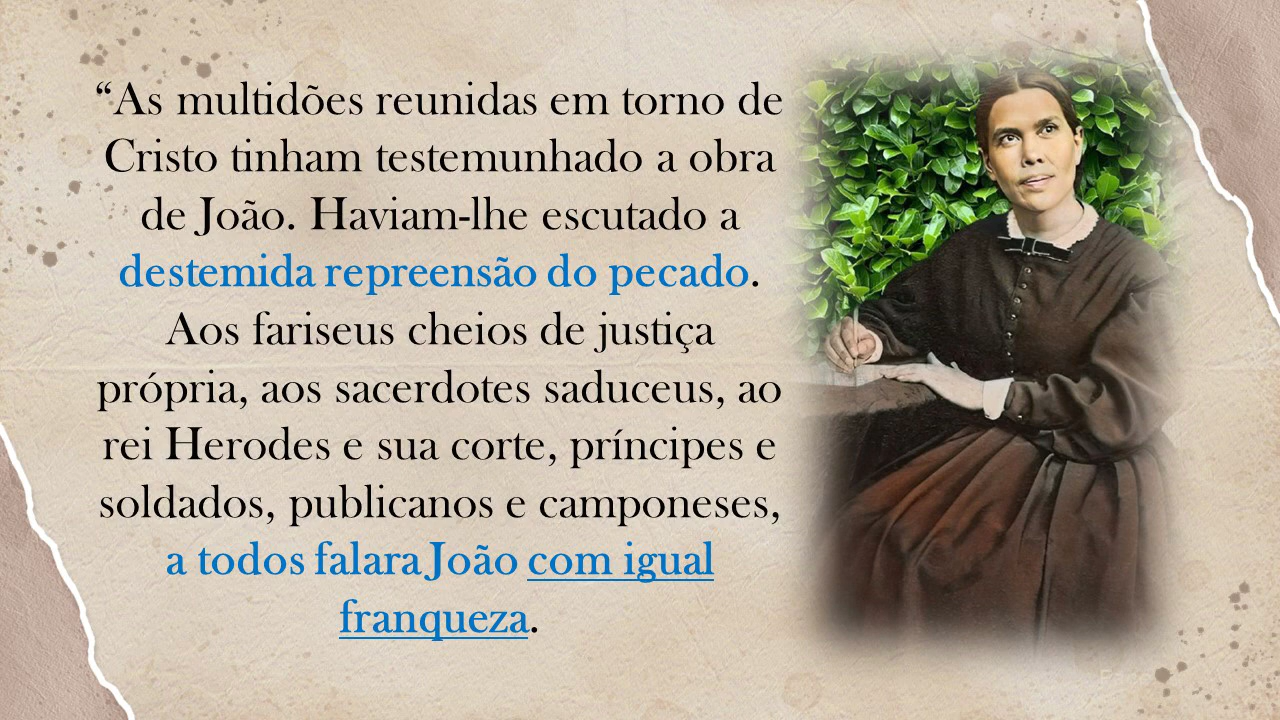 “As multidões reunidas em torno de
Cristo tinham testemunhado a obra
de João. Haviam-lhe escutado a
destemida repreensão do pecado.
Aos fariseus cheios de justiça
própria, aos sacerdotes saduceus, ao
rei Herodes e sua corte, príncipes e
soldados, publicanos e camponeses,
a todos falara João com igual
franqueza.